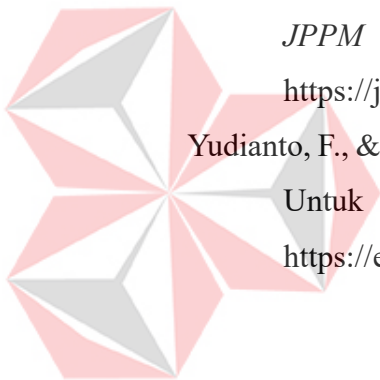 JPPM
https://j
Yudianto, F., &
Untuk
https://e